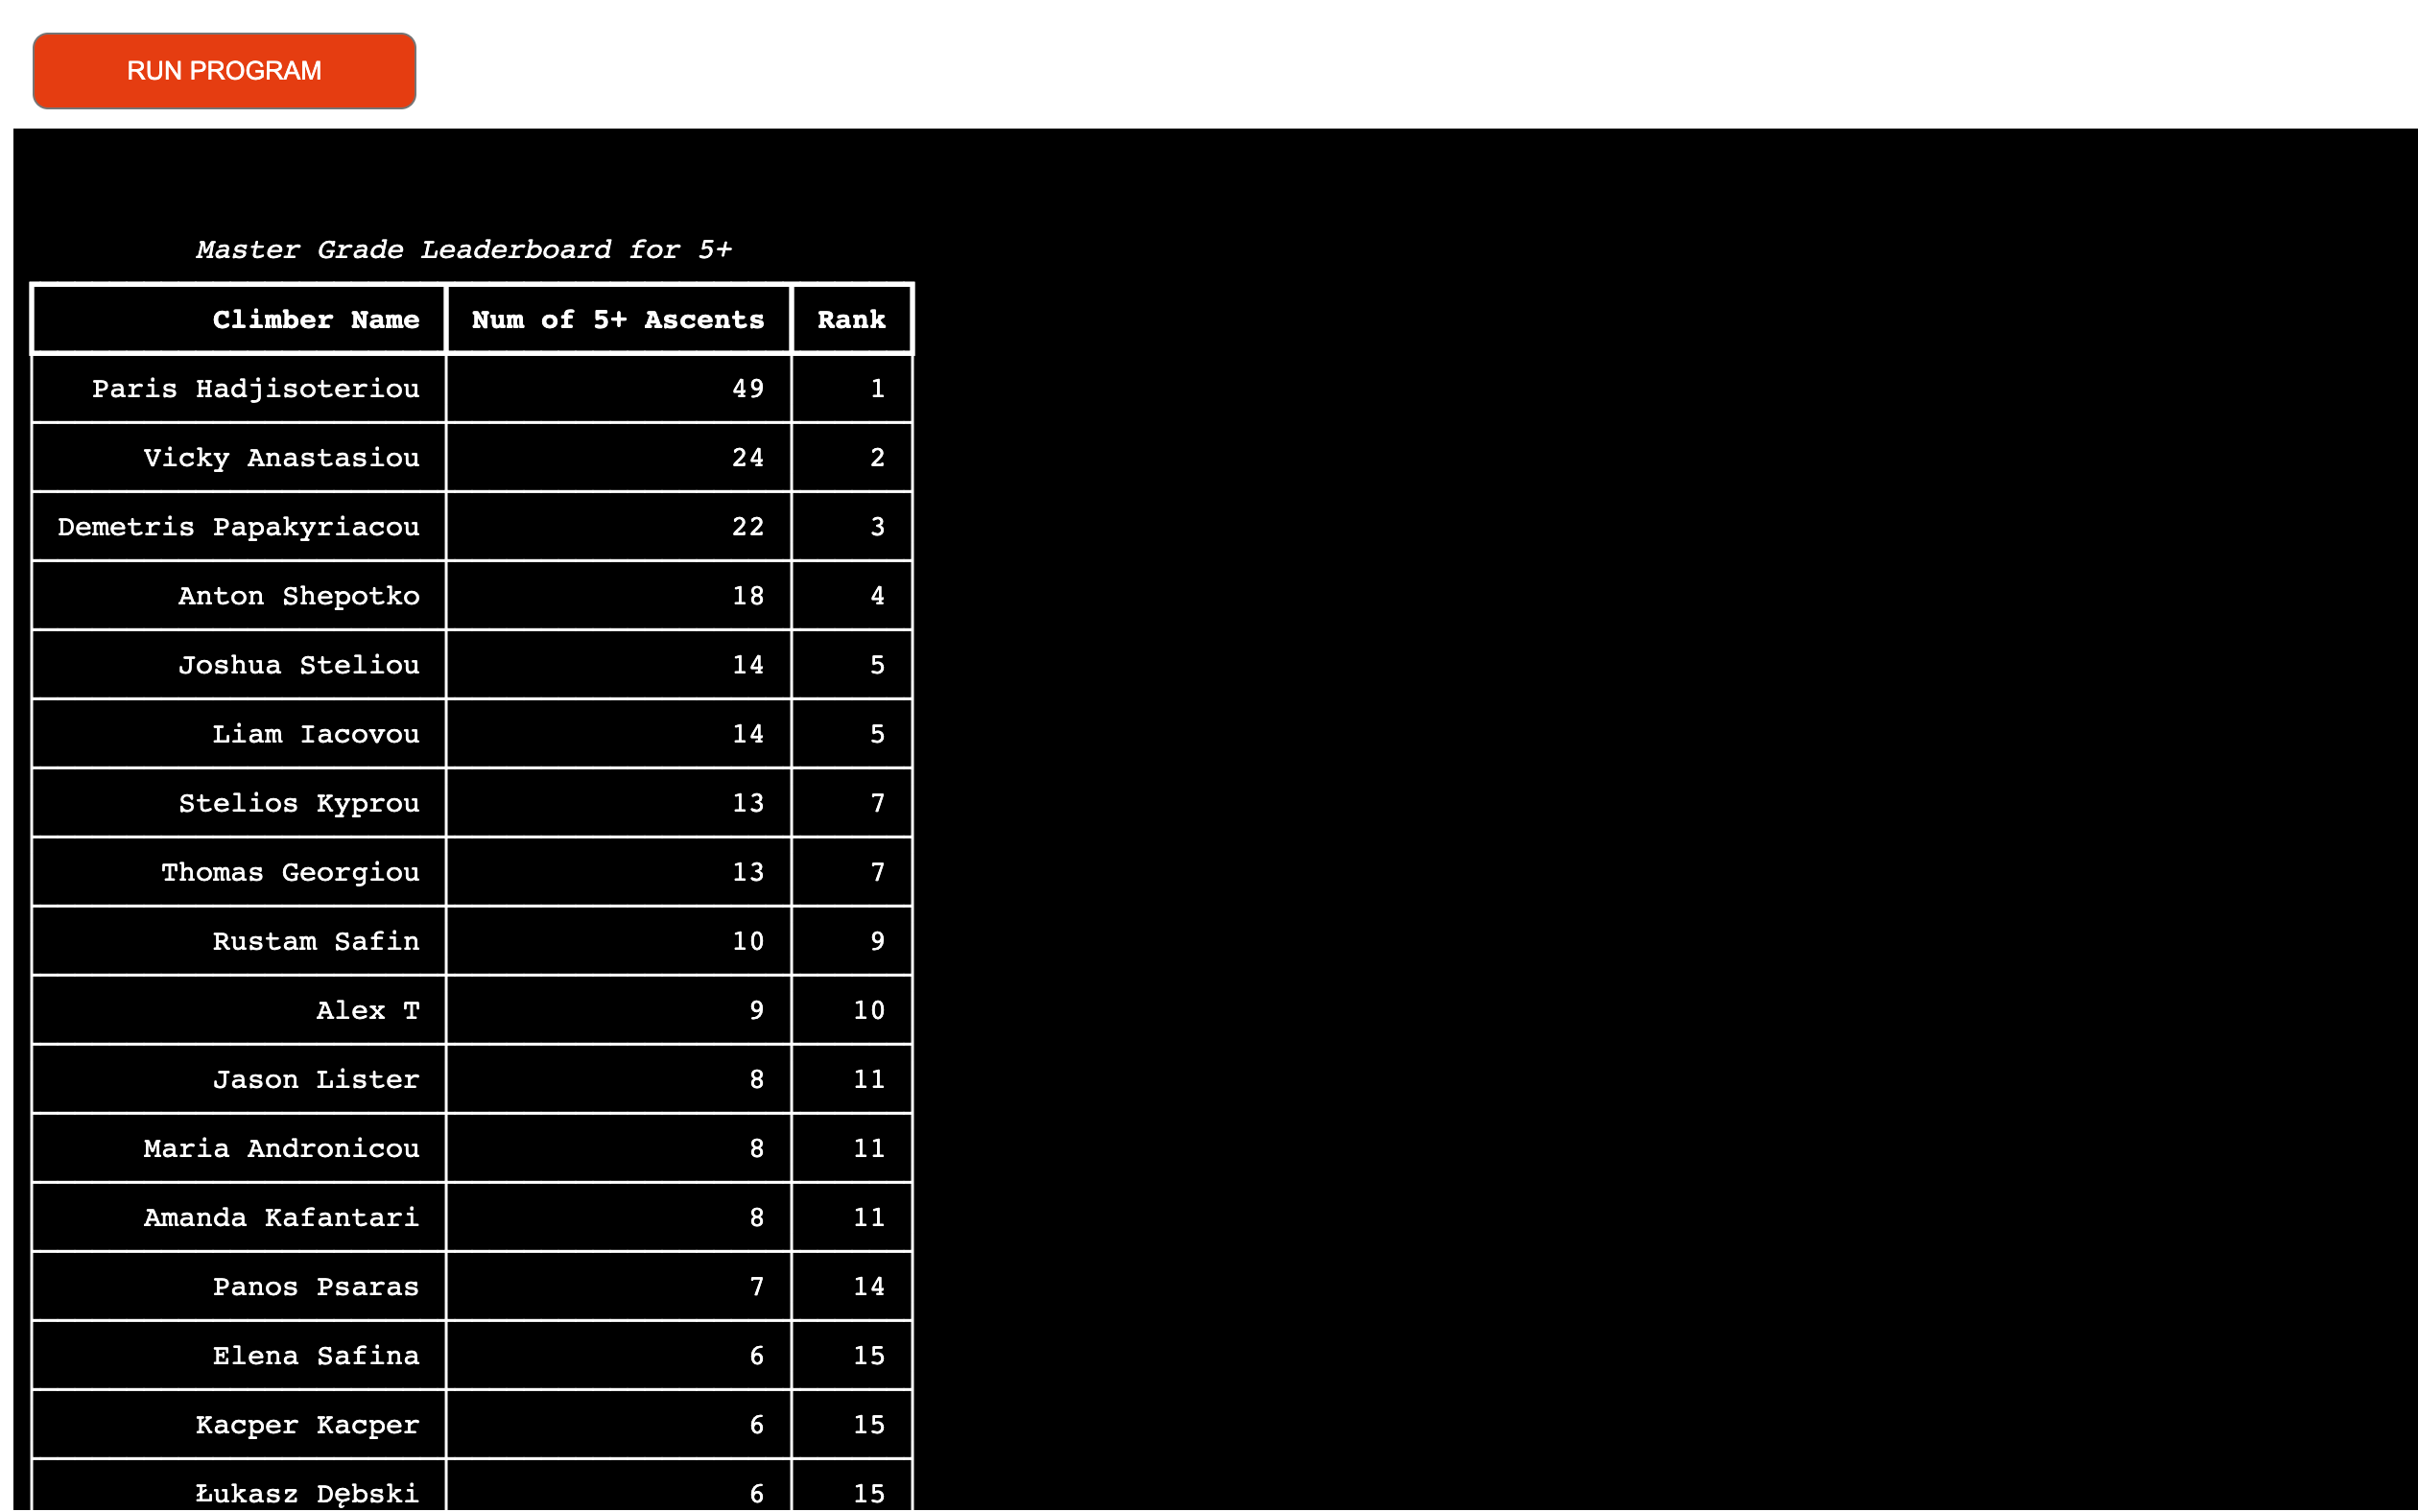 RUN PROGRAM
Master Grade Leaderboard for 5+
Climber Name Num of 5+ Ascents Rank
Paris Hadjisoteriou 49 1
Vicky Anastasiou 24 2
Demetris Papakyriacou 22 3
Anton Shepotko 18 4
Joshua Steliou 14 5
Liam Iacovou 14 5
Stelios Kyprou 13 7
Thomas Georgiou 13 7
Rustam Safin 10 9
Alex T 9 10
Jason Lister 8 11
Maria Andronicou 8 11
Amanda Kafantari 8 11
Panos Psaras 7 14
Elena Safina 6 15
Kacper Kacper 6 15
Łukasz Dębski 6 15